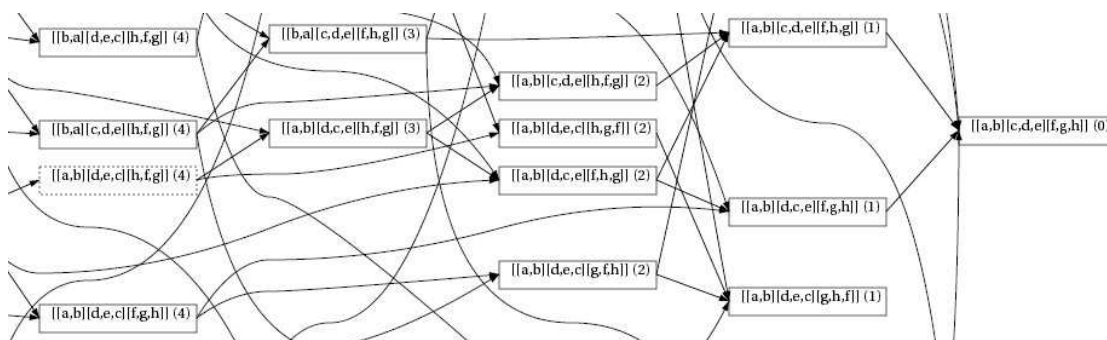 [[b,a][d,e,c][h,f,g]] (4)
[[b,a][c,d,e][h,f,g]] (4)
[[a,b][d,e,c][h,f,g]] (4)
[[a,b][d,e,c][f,g,h]] (4)
[[b,a][c,d,e][f,h,g]] (3)
[[a,b][d,c,e][h,f,g]] (3)
[[a,b][c,d,e][h,f,g]] (2)
[[a,b][d,e,c][h,g,f]] (2)
[[a,b][d,c,e][f,h,g]] (2)
[[a,b][d,e,c][g,f,h]] (2)
[[a,b][c,d,e][f,h,g]] (1)
[[a,b][d,c,e][f,g,h]] (1)
[[a,b][d,e,c][g,h,f]] (1)
[[a,b][c,d,e][f,g,h]] (0)